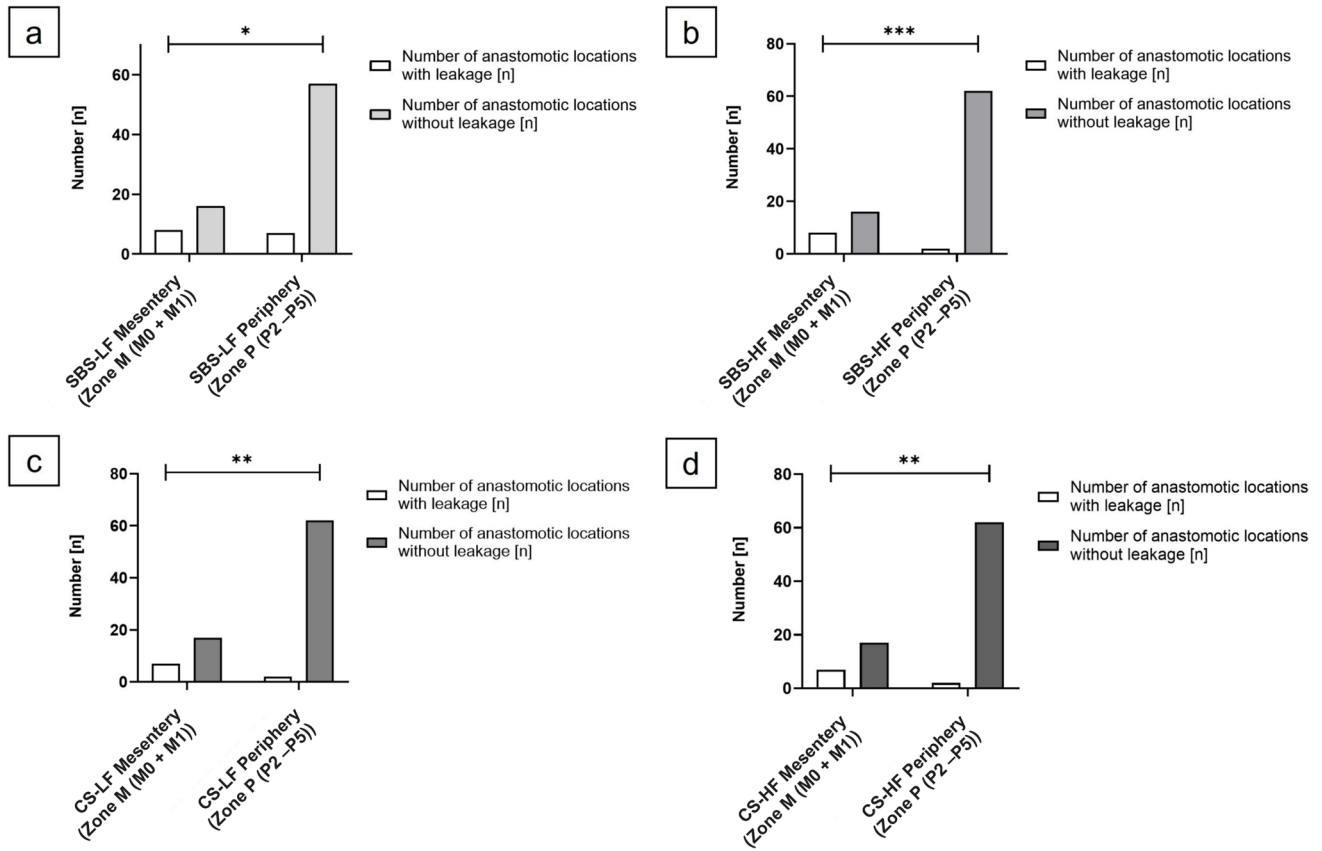 a
*
60
40
20
0
Number [n]
Number of anastomotic locations
with leakage [n]
Number of anastomotic locations
without leakage [n]
SBS-LF Mesentery
(Zone M (M0 + M1))
SBS-LF Periphery
(Zone P (P2 –P5))
b
***
80
60
40
20
0
Number [n]
Number of anastomotic locations
with leakage [n]
Number of anastomotic locations
without leakage [n]
SBS-HF Mesentery
(Zone M (M0 + M1))
SBS-HF Periphery
(Zone P (P2 –P5))
c
**
80
60
40
20
0
Number [n]
Number of anastomotic locations
with leakage [n]
Number of anastomotic locations
without leakage [n]
CS-LF Mesentery
(Zone M (M0 + M1))
CS-LF Periphery
(Zone P (P2 –P5))
d
**
80
60
40
20
0
Number [n]
Number of anastomotic locations
with leakage [n]
Number of anastomotic locations
without leakage [n]
CS-HF Mesentery
(Zone M (M0 + M1))
CS-HF Periphery
(Zone P (P2 –P5))